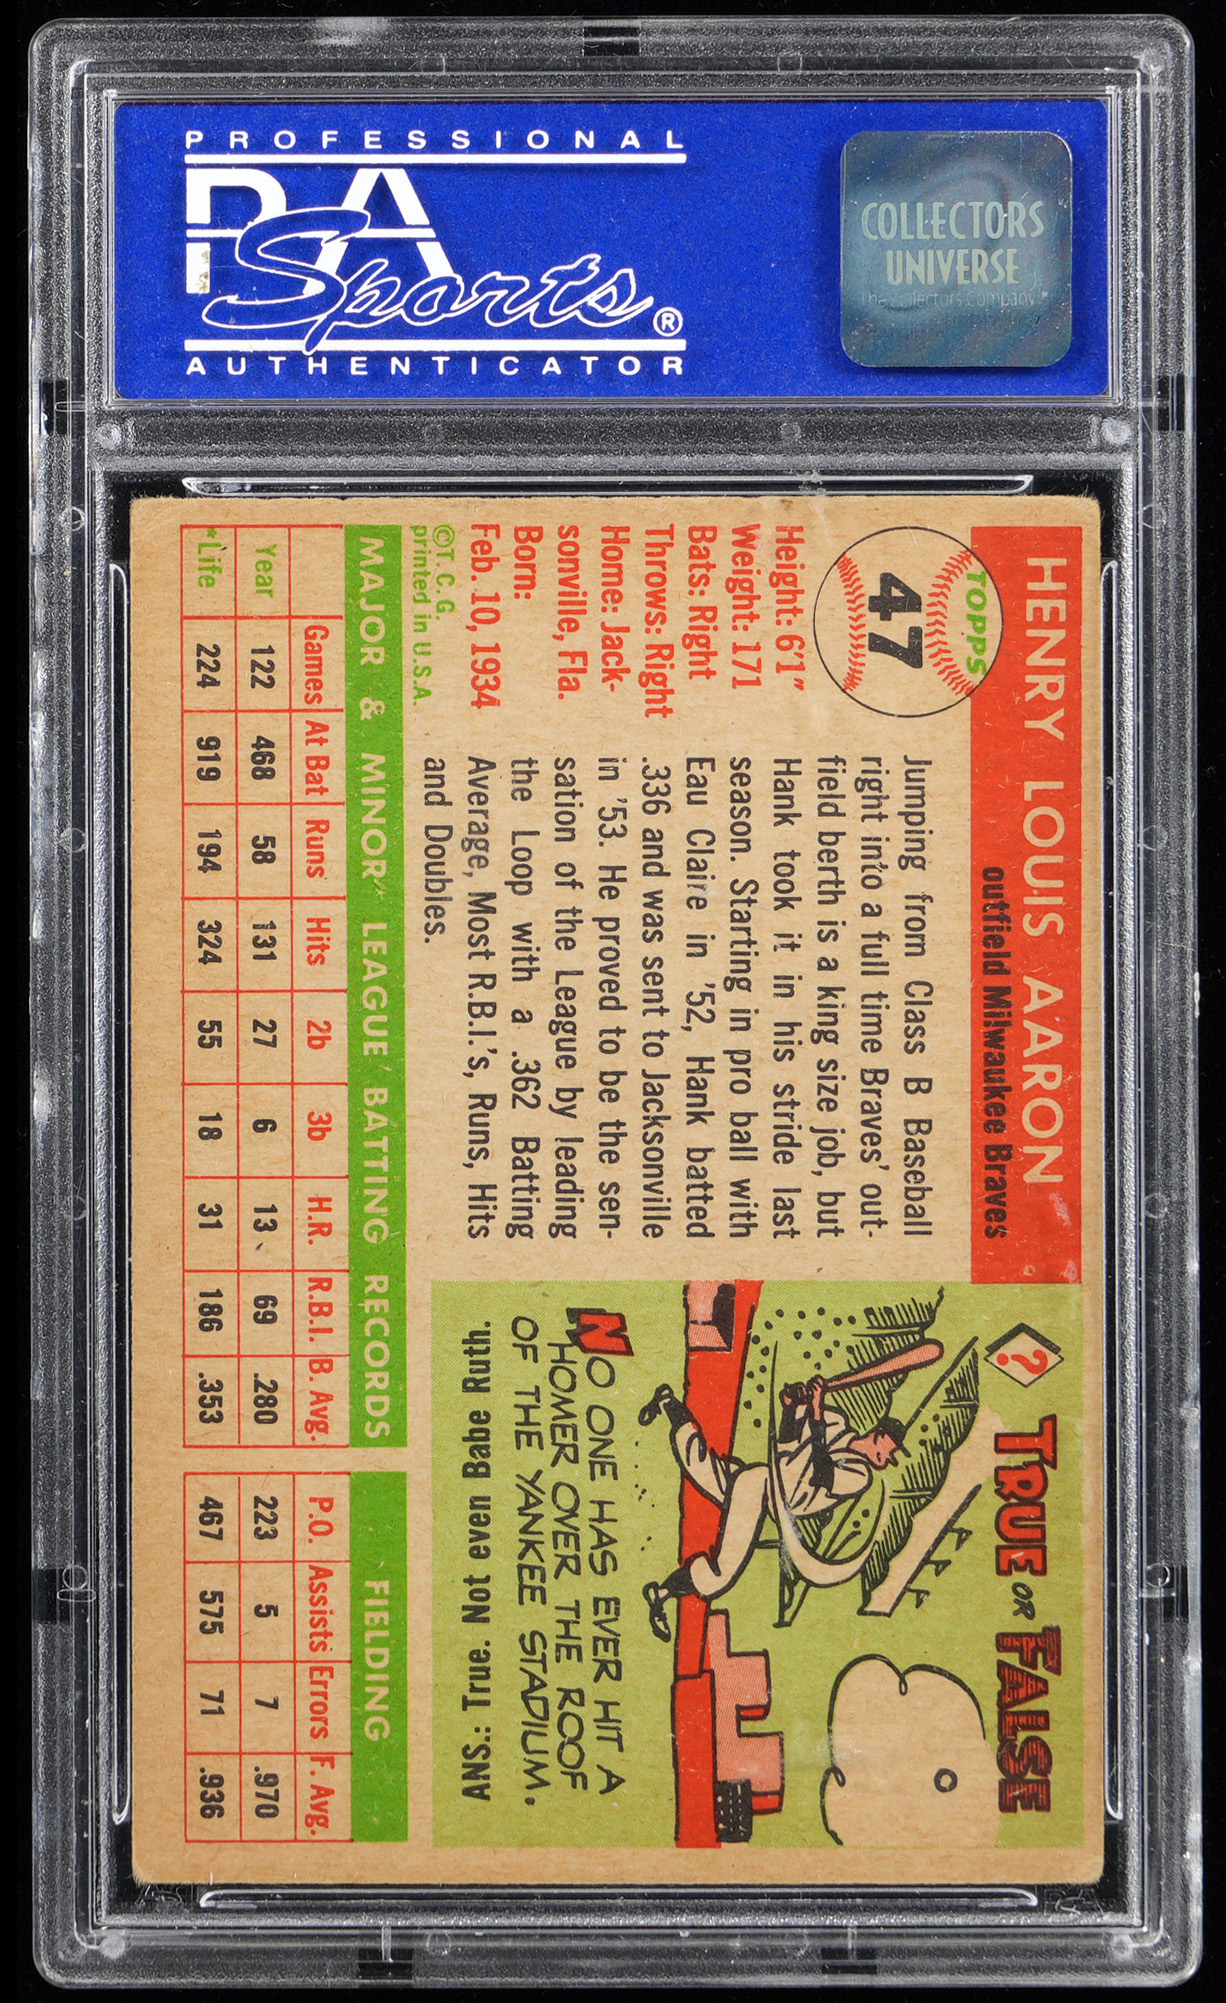 PROFESSIONAL
PSA
Sports®
AUTHENTICATOR
COLLECTORS
UNIVERSE
The Collectors Company
TOPPS
47
HENRY LOUIS AARON
outfield Milwaukee Braves
Height: 6'1"
Weight: 171
Bats: Right
Throws: Right
Home: Jack-
sonville, Fla.
Born:
Feb. 10, 1934
©T. C. G.
printed in U.S.A.
Jumping from Class B Baseball
right into a full time Braves' out-
field berth is a king size job, but
Hank took it in his stride last
season. Starting in pro ball with
Eau Claire in '52, Hank batted
.336 and was sent to Jacksonville
in '53. He proved to be the sen-
sation of the League by leading
the Loop with a .362 Batting
Average, Most R.B.I.'s, Runs, Hits
and Doubles.
? TRUE OR FALSE
NO ONE HAS EVER HIT A
HOMER OVER THE ROOF
OF THE YANKEE STADIUM.
ANS.: True. Not even Babe Ruth.
MAJOR & MINOR LEAGUE BATTING RECORDS FIELDING
Games At Bat Runs Hits 2b 3b H.R. R.B.I. B. Avg. P.O. Assists Errors F. Avg.
Year 122 468 58 131 27 6 13 69 .280 223 5 7 .970
*Life 224 919 194 324 55 18 31 186 .353 467 575 71 .936